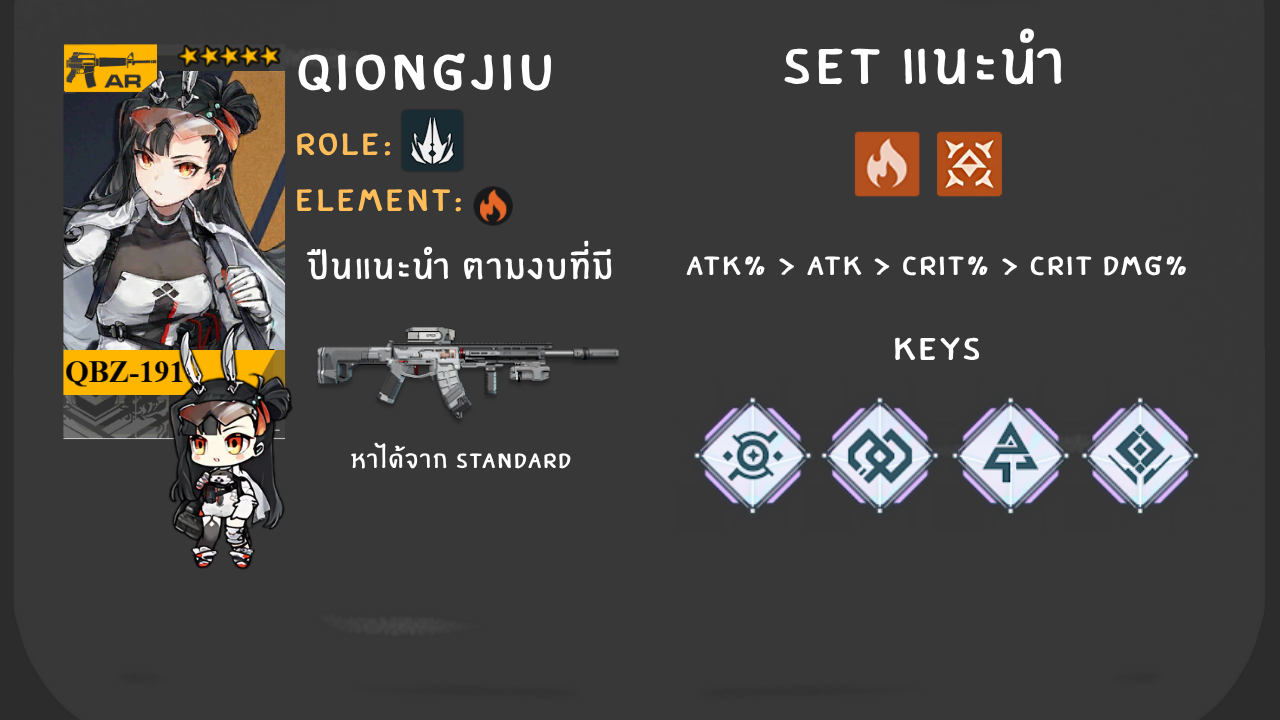 AR
QIONGJIU
ROLE:
ELEMENT:
ปืนแนะนำ ตามงบที่มี
QBZ-191
หาได้จาก STANDARD
SET แนะนำ
ATK% > ATK > CRIT% > CRIT DMG%
KEYS